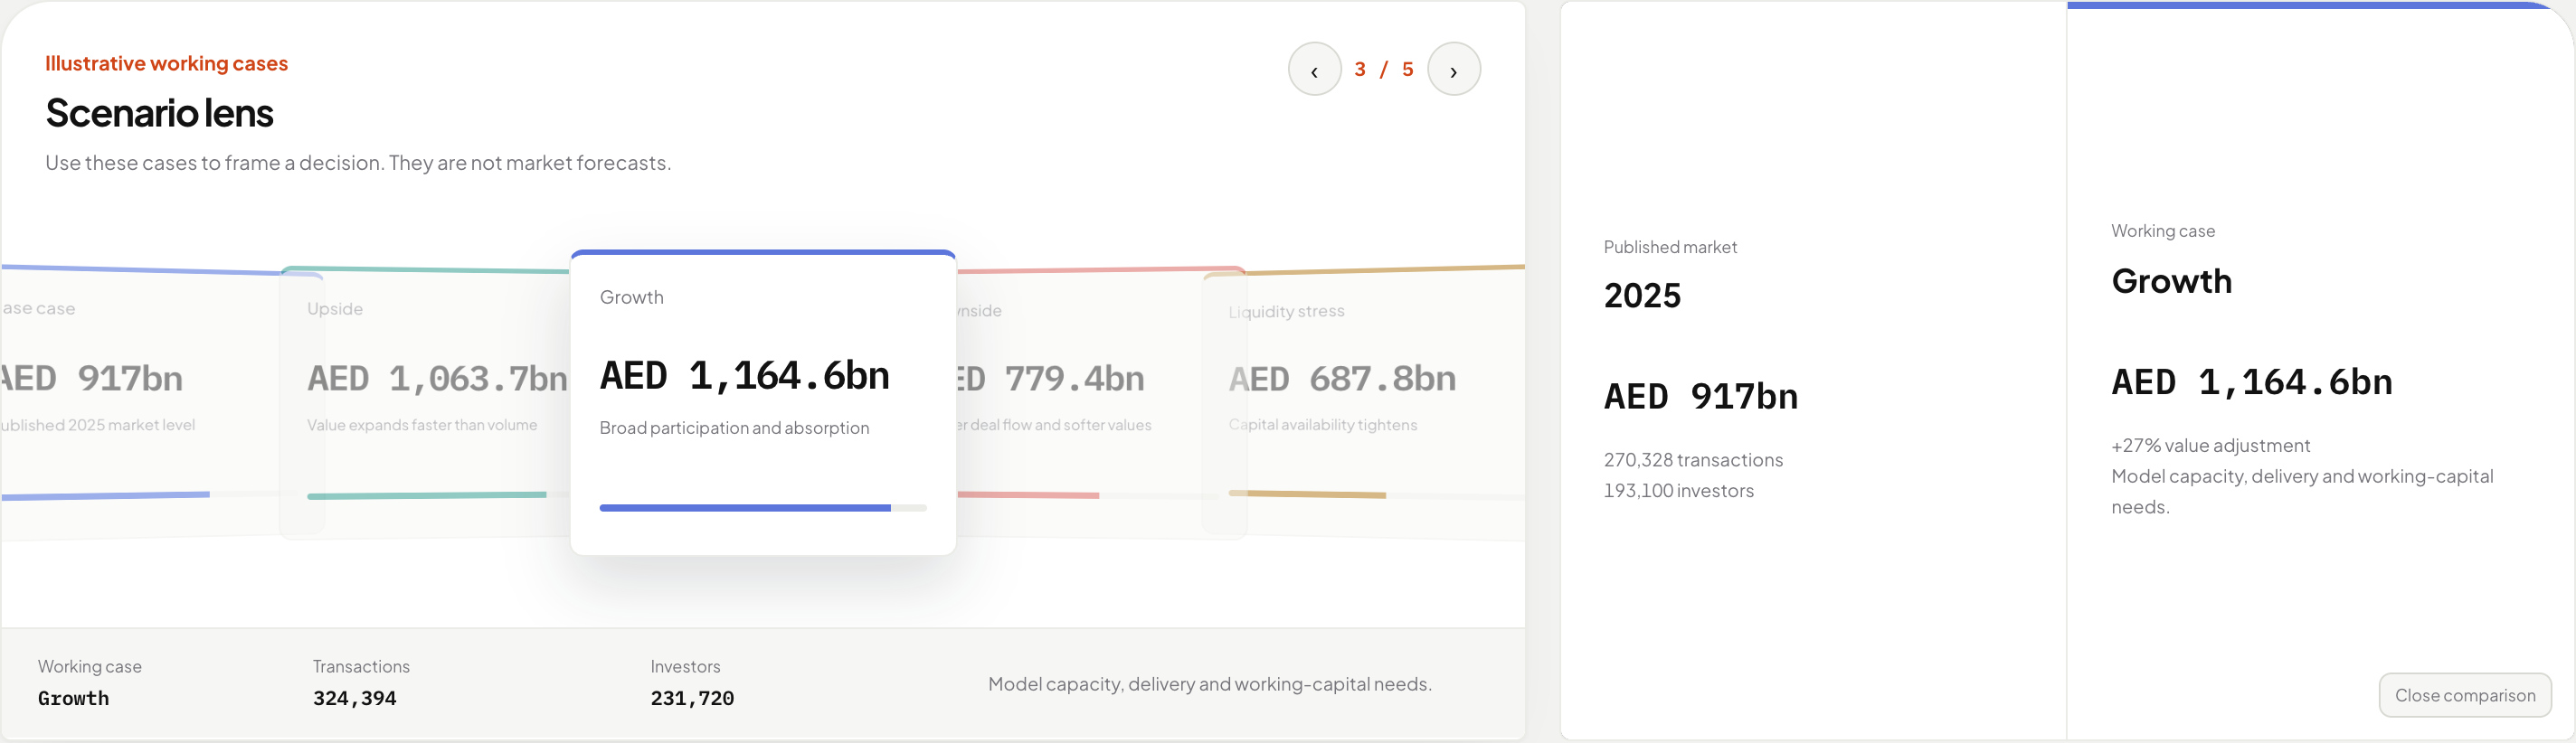 Illustrative working cases
Scenario lens
Use these cases to frame a decision. They are not market forecasts.
‹ 3 / 5 ›
case
AED 917bn
2025 market level
Upside
AED 1,063.7bn
Value expands faster than volume
Growth
AED 1,164.6bn
Broad participation and absorption
779.4bn
deal flow and softer values
Liquidity stress
AED 687.8bn
Capital availability tightens
Working case
Growth
Transactions
324,394
Investors
231,720
Model capacity, delivery and working-capital needs.
Published market
2025
AED 917bn
270,328 transactions
193,100 investors
Working case
Growth
AED 1,164.6bn
+27% value adjustment
Model capacity, delivery and working-capital
needs.
Close comparison